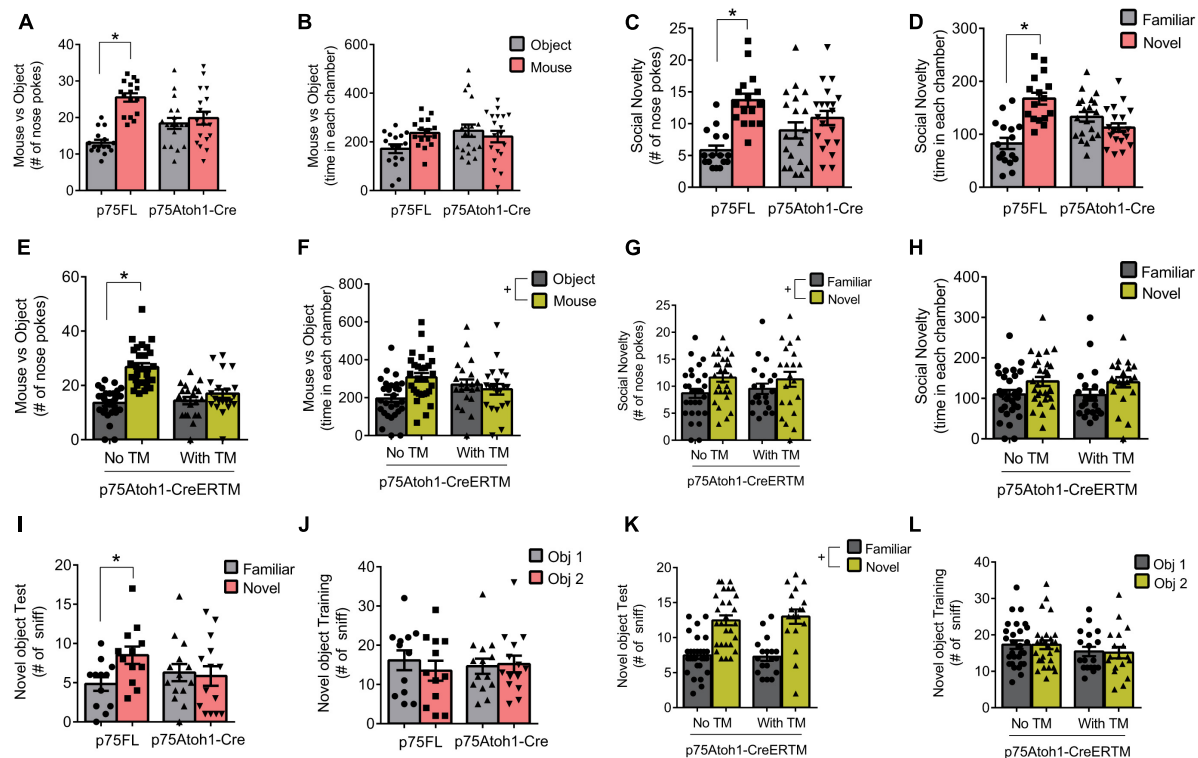 A
Mouse vs Object
(# of nose pokes)
40
30
20
10
0
*
p75FL
p75Atoh1-Cre
B
Mouse vs Object
(time in each chamber)
600
400
200
0
Object
Mouse
p75FL
p75Atoh1-Cre
C
Social Novelty
(# of nose pokes)
25
20
15
10
5
0
*
p75FL
p75Atoh1-Cre
D
Social Novelty
(time in each chamber)
300
200
100
0
*
Familiar
Novel
p75FL
p75Atoh1-Cre
E
Mouse vs Object
(# of nose pokes)
60
40
20
0
*
No TM
With TM
p75Atoh1-CreERTM
F
Mouse vs Object
(time in each chamber)
800
600
400
200
0
+
Object
Mouse
No TM
With TM
p75Atoh1-CreERTM
G
Social Novelty
(# of nose pokes)
25
20
15
10
5
0
+
Familiar
Novel
No TM
With TM
p75Atoh1-CreERTM
H
Social Novelty
(time in each chamber)
400
300
200
100
0
Familiar
Novel
No TM
With TM
p75Atoh1-CreERTM
I
Novel object Test
(# of sniff)
20
15
10
5
0
*
Familiar
Novel
p75FL
p75Atoh1-Cre
J
Novel object Training
(# of sniff)
40
30
20
10
0
Obj 1
Obj 2
p75FL
p75Atoh1-Cre
K
Novel object Test
(# of sniff)
20
15
10
5
0
+
Familiar
Novel
No TM
With TM
p75Atoh1-CreERTM
L
Novel object Training
(# of sniff)
40
30
20
10
0
Obj 1
Obj 2
No TM
With TM
p75Atoh1-CreERTM